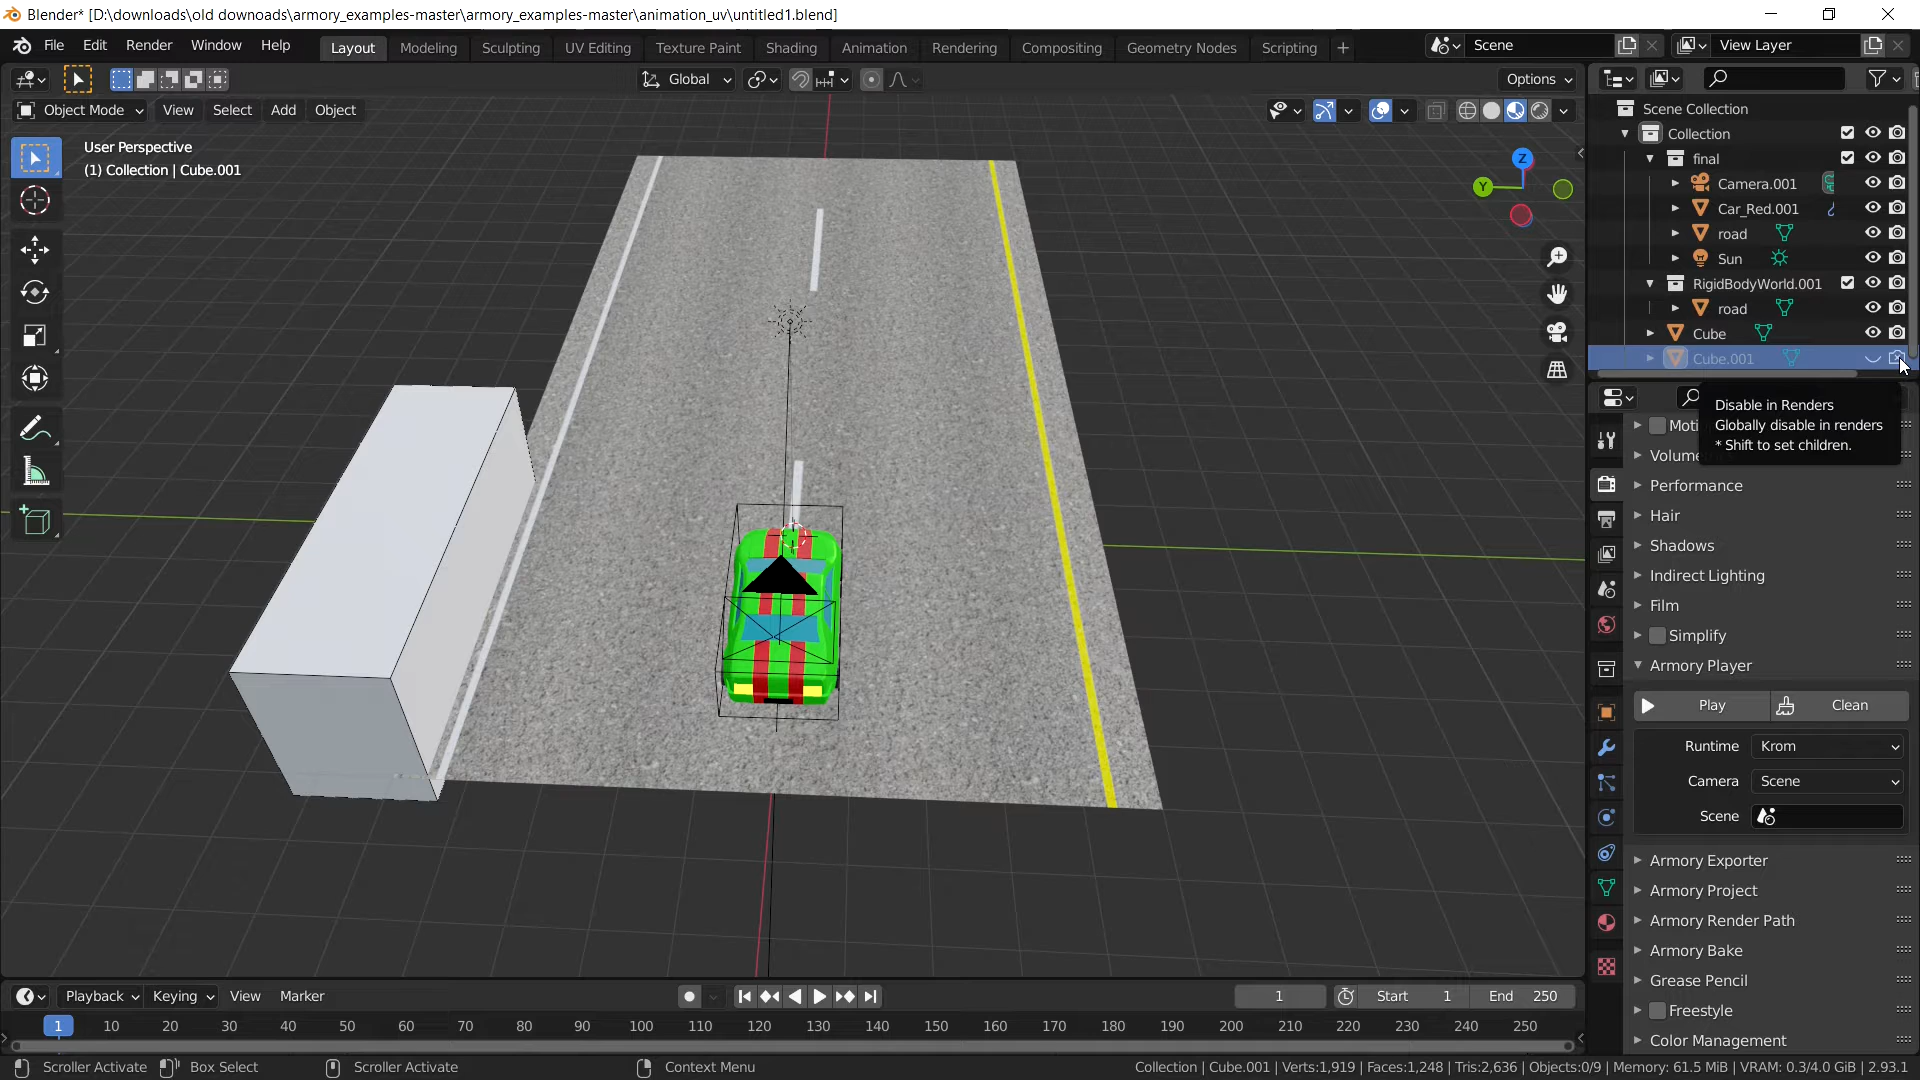 Blender* [D:\downloads\old downoads\armory_examples-master\armory_examples-master\animation_uv\untitled1.blend]
File Edit Render Window Help Layout Modeling Sculpting UV Editing Texture Paint Shading Animation Rendering Compositing Geometry Nodes Scripting + Scene View Layer
Global Options
Object Mode View Select Add Object
User Perspective
(1) Collection | Cube.001
Z
Y
Scene Collection
Collection
final
Camera.001
Car_Red.001
road
Sun
RigidBodyWorld.001
road
Cube
Cube.001
Disable in Renders
Globally disable in renders
* Shift to set children.
Moti
Volume
Performance
Hair
Shadows
Indirect Lighting
Film
Simplify
Armory Player
Play Clean
Runtime Krom
Camera Scene
Scene
Armory Exporter
Armory Project
Armory Render Path
Armory Bake
Grease Pencil
Freestyle
Color Management
Playback Keying View Marker 1 Start 1 End 250
1 10 20 30 40 50 60 70 80 90 100 110 120 130 140 150 160 170 180 190 200 210 220 230 240 250
Scroller Activate Box Select Scroller Activate Context Menu Collection | Cube.001 | Verts:1,919 | Faces:1,248 | Tris:2,636 | Objects:0/9 | Memory: 61.5 MiB | VRAM: 0.3/4.0 GiB | 2.93.1